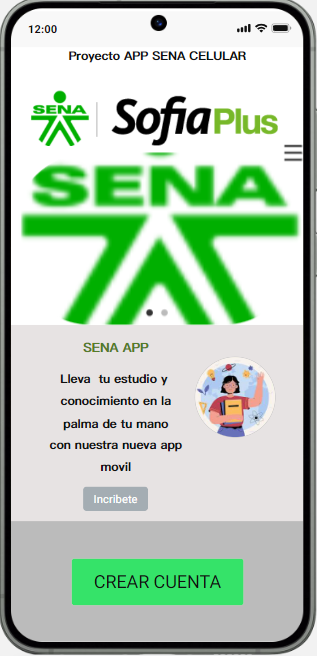 12:00
Proyecto APP SENA CELULAR
SENA
SofiaPlus
SENA
SENA APP
Lleva tu estudio y
conocimiento en la
palma de tu mano
con nuestra nueva app
movil
Incribete
CREAR CUENTA